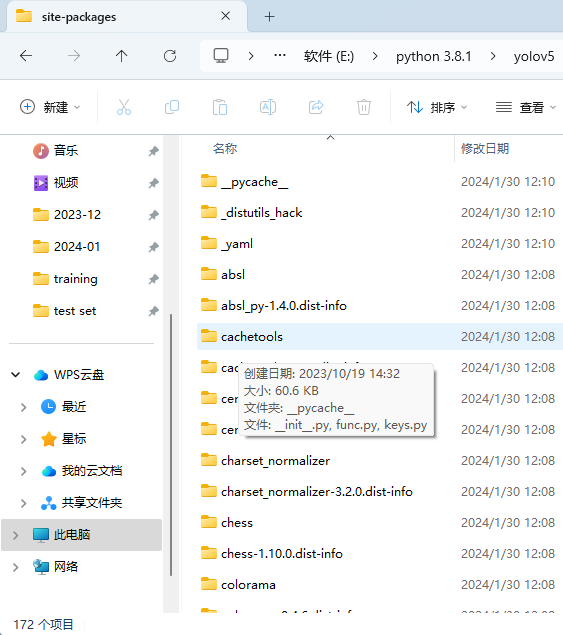 site-packages
软件 (E:) > python 3.8.1 > yolov5
新建 排序 查看
名称 修改日期
音乐
视频
2023-12
2024-01
training
test set
WPS云盘
最近
星标
我的云文档
共享文件夹
此电脑
网络
__pycache__ 2024/1/30 12:10
_distutils_hack 2024/1/30 12:10
_yaml 2024/1/30 12:10
absl 2024/1/30 12:08
absl_py-1.4.0.dist-info 2024/1/30 12:08
cachetools 2024/1/30 12:08
2024/1/30 12:08
cer 2024/1/30 12:08
cer 2024/1/30 12:08
创建日期: 2023/10/19 14:32
大小: 60.6 KB
文件夹: __pycache__
文件: __init__.py, func.py, keys.py
charset_normalizer 2024/1/30 12:08
charset_normalizer-3.2.0.dist-info 2024/1/30 12:08
chess 2024/1/30 12:08
chess-1.10.0.dist-info 2024/1/30 12:08
colorama 2024/1/30 12:08
172 个项目